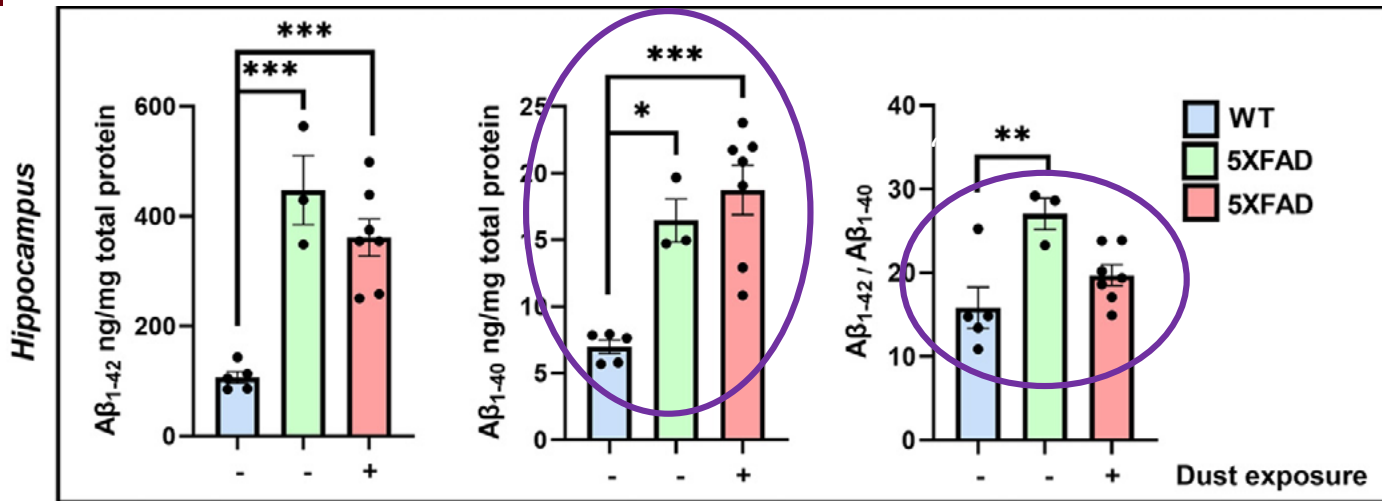 Hippocampus
Aβ1-42 ng/mg total protein
600
400
200
0
***
***
- - +
Aβ1-40 ng/mg total protein
25
20
15
10
5
0
***
*
- - +
Aβ1-42 / Aβ1-40
40
30
20
10
0
**
- - +
WT
5XFAD
5XFAD
Dust exposure